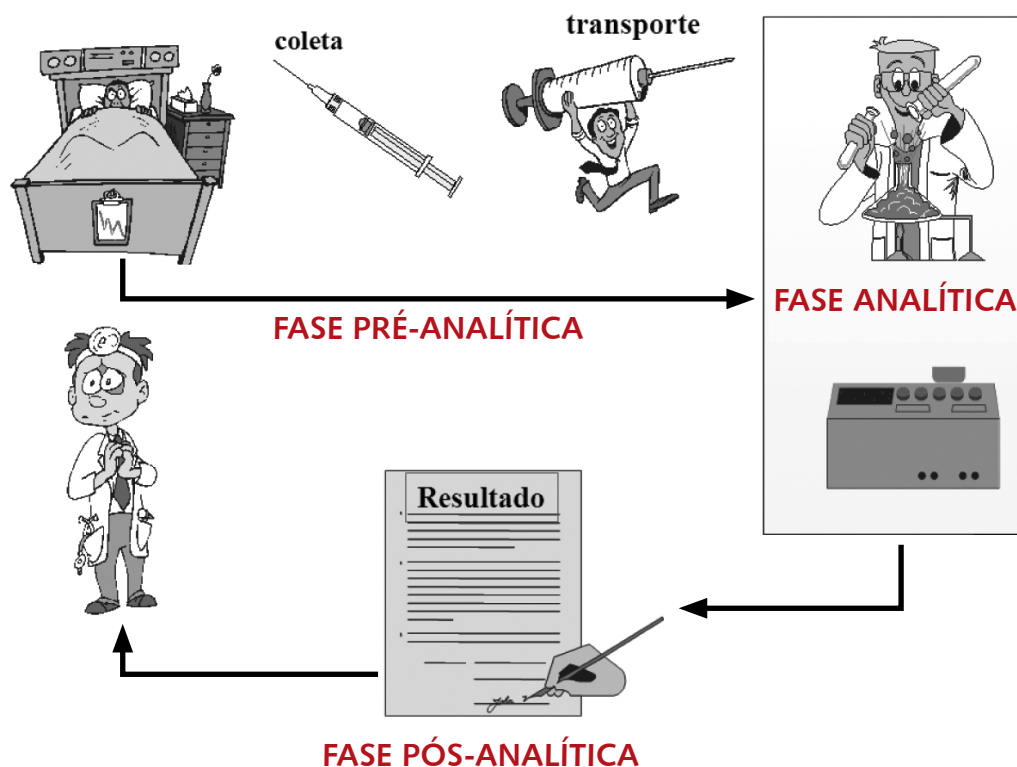 coleta
transporte
FASE PRÉ-ANALÍTICA
FASE ANALÍTICA
Resultado
FASE PÓS-ANALÍTICA